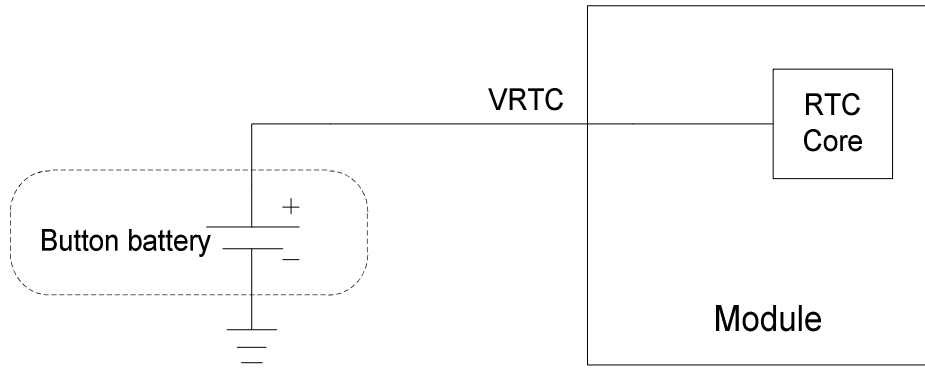 VRTC
RTC
Core
+
Button battery
−
Module